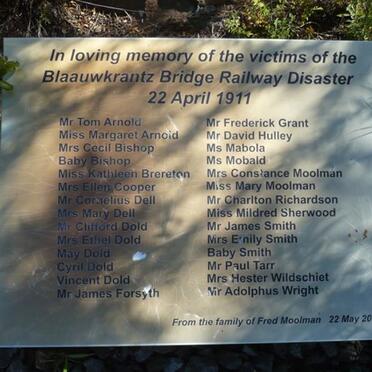 In loving memory of the victims of the
Blaauwkrantz Bridge Railway Disaster
22 April 1911
Mr Tom Arnold
Miss Margaret Arnold
Mrs Cecil Bishop
Baby Bishop
Miss Kathleen Brereton
Mrs Ellen Cooper
Mr Cornelius Dell
Mrs Mary Dell
Mr Clifford Dold
Mrs Ethel Dold
May Dold
Cyril Dold
Vincent Dold
Mr James Forsyth
Mr Frederick Grant
Mr David Hulley
Ms Mabola
Ms Mobald
Mrs Constance Moolman
Miss Mary Moolman
Mr Charlton Richardson
Miss Mildred Sherwood
Mr James Smith
Mrs Emily Smith
Baby Smith
Mr Paul Tarr
Mrs Hester Wildschiet
Mr Adolphus Wright
From the family of Fred Moolman 22 May